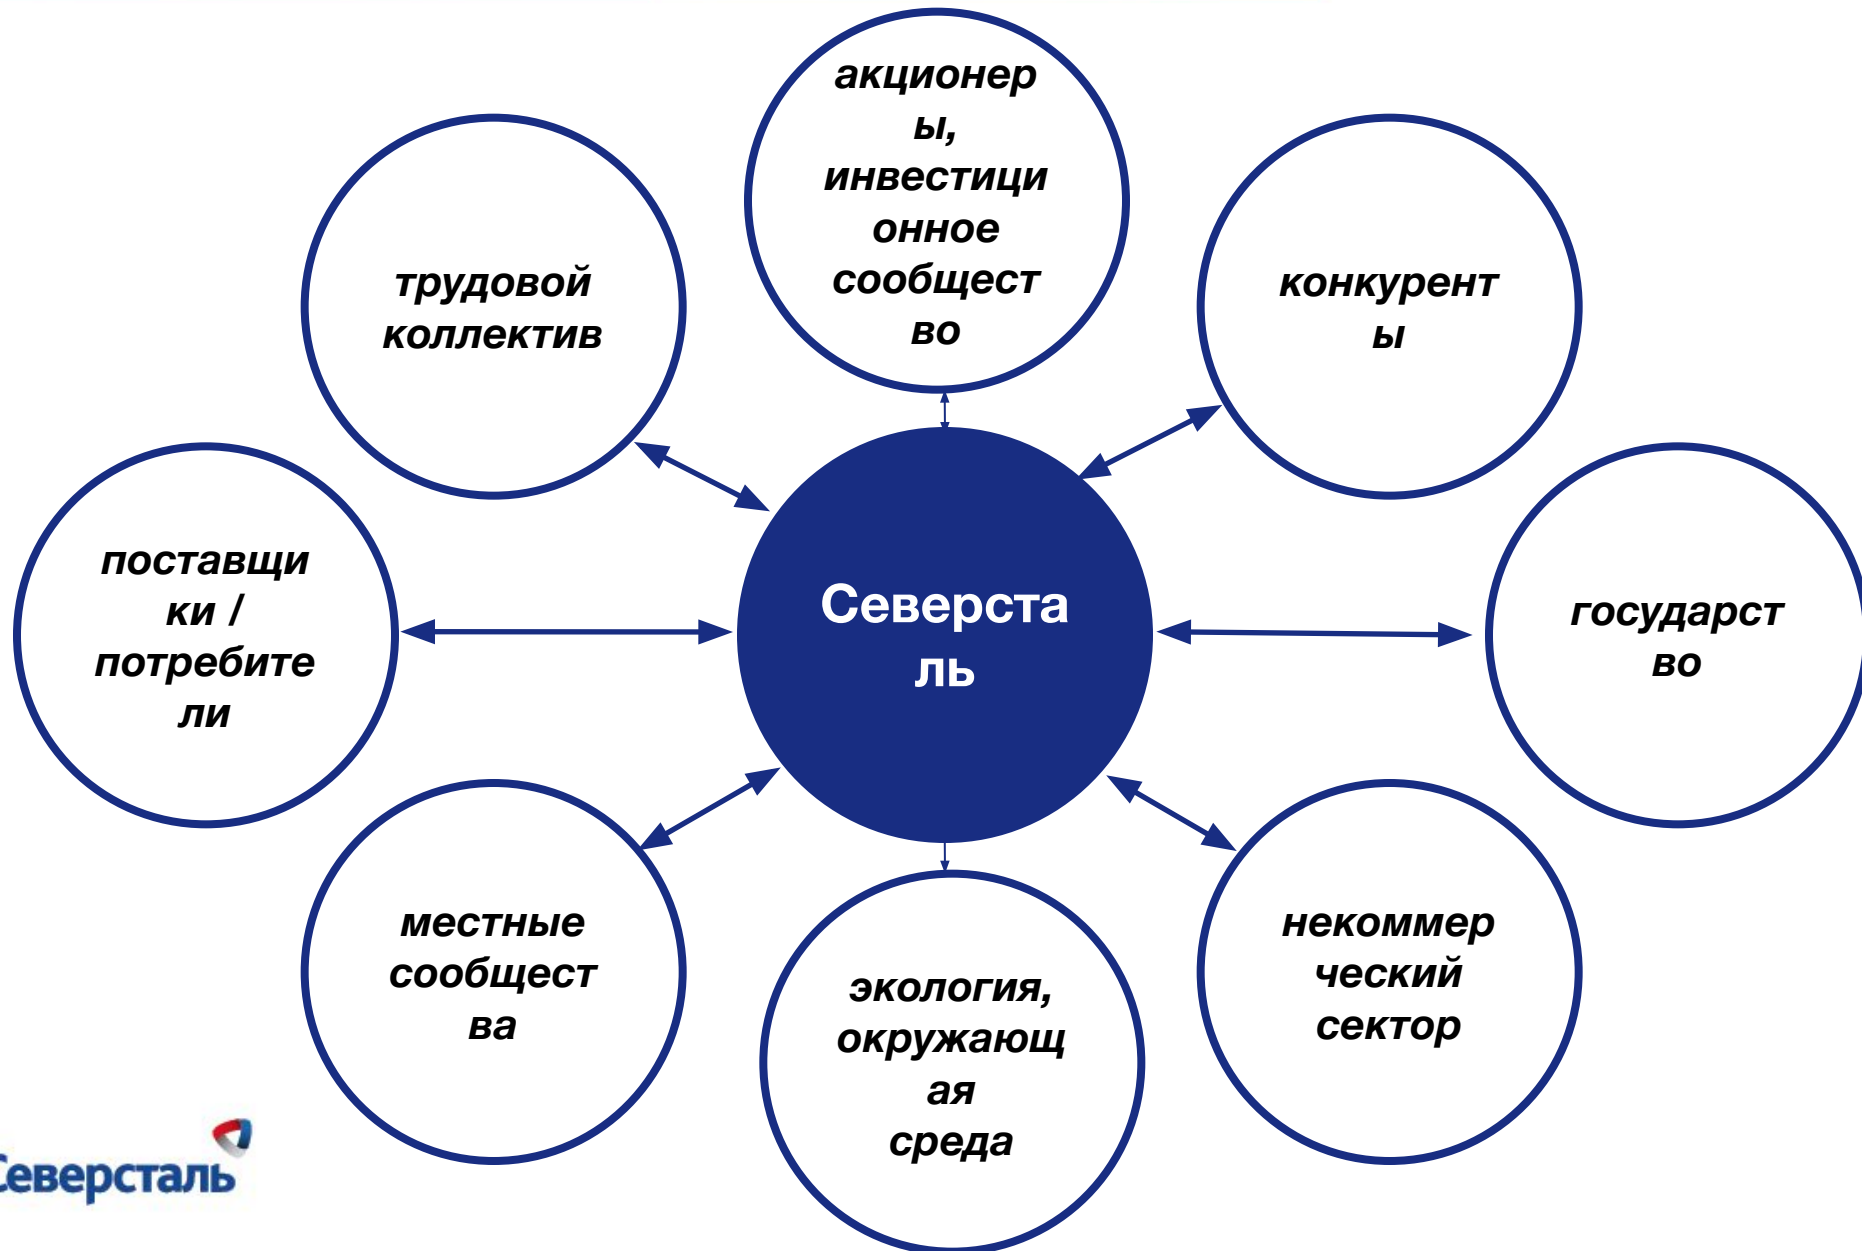 акционер
ы,
инвестици
онное
сообщест
во
трудовой
коллектив
конкурент
ы
поставщи
ки /
потребите
ли
Северста
ль
государст
во
местные
сообщест
ва
экология,
окружающ
ая
среда
некоммер
ческий
сектор
Северсталь